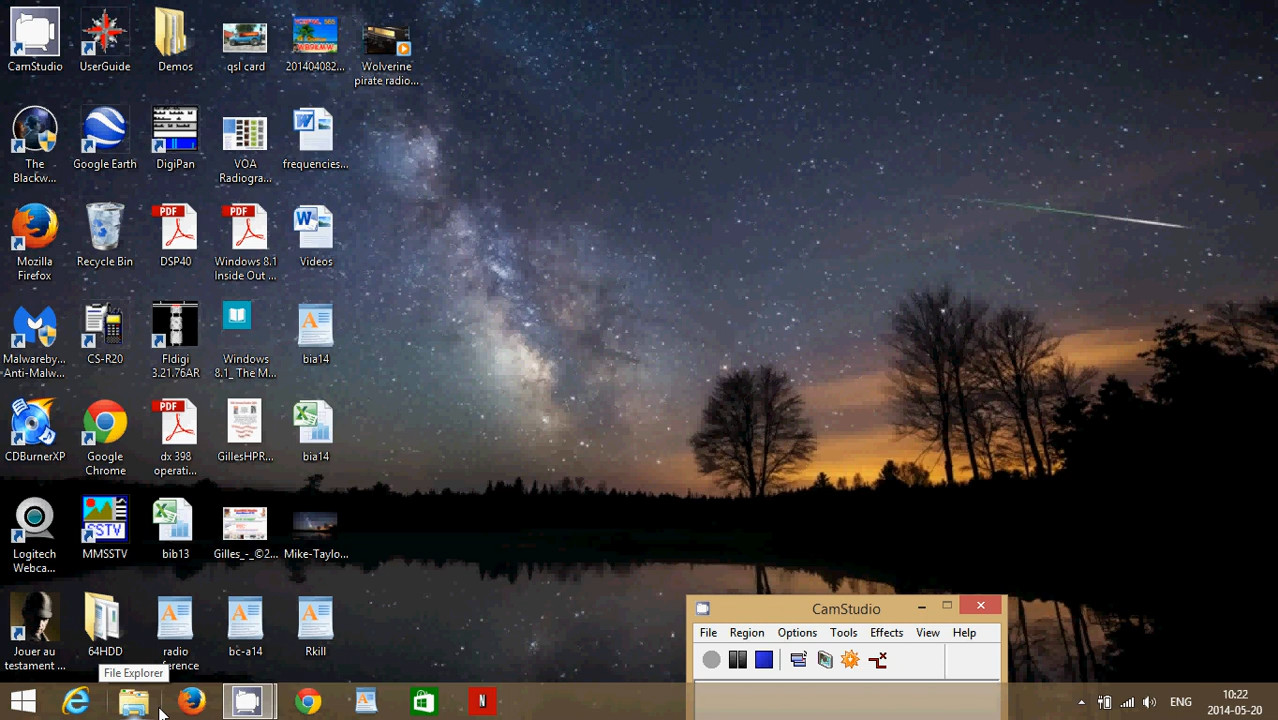 CamStudio
UserGuide
Demos
qsl card
201404082...
Wolverine
pirate radio...
The
Blackw...
Google Earth
DigiPan
VOA
Radiogra...
frequencies...
Mozilla
Firefox
Recycle Bin
PDF
DSP40
PDF
Windows 8.1
Inside Out ...
Videos
Malwareby...
Anti-Malw...
CS-R20
Fldigi
3.21.76AR
Windows
8.1_ The M...
bia14
CDBurnerXP
Google
Chrome
PDF
dx 398
operati...
GillesHPR...
bia14
Logitech
Webca...
SSTV
MMSSTV
bib13
Gilles_-_©2...
Mike-Taylo...
Jouer au
testament ...
64HDD
radio
ference
bc-a14
Rkill
File Explorer
CamStudio
File Region Options Tools Effects View Help
ENG
10:22
2014-05-20